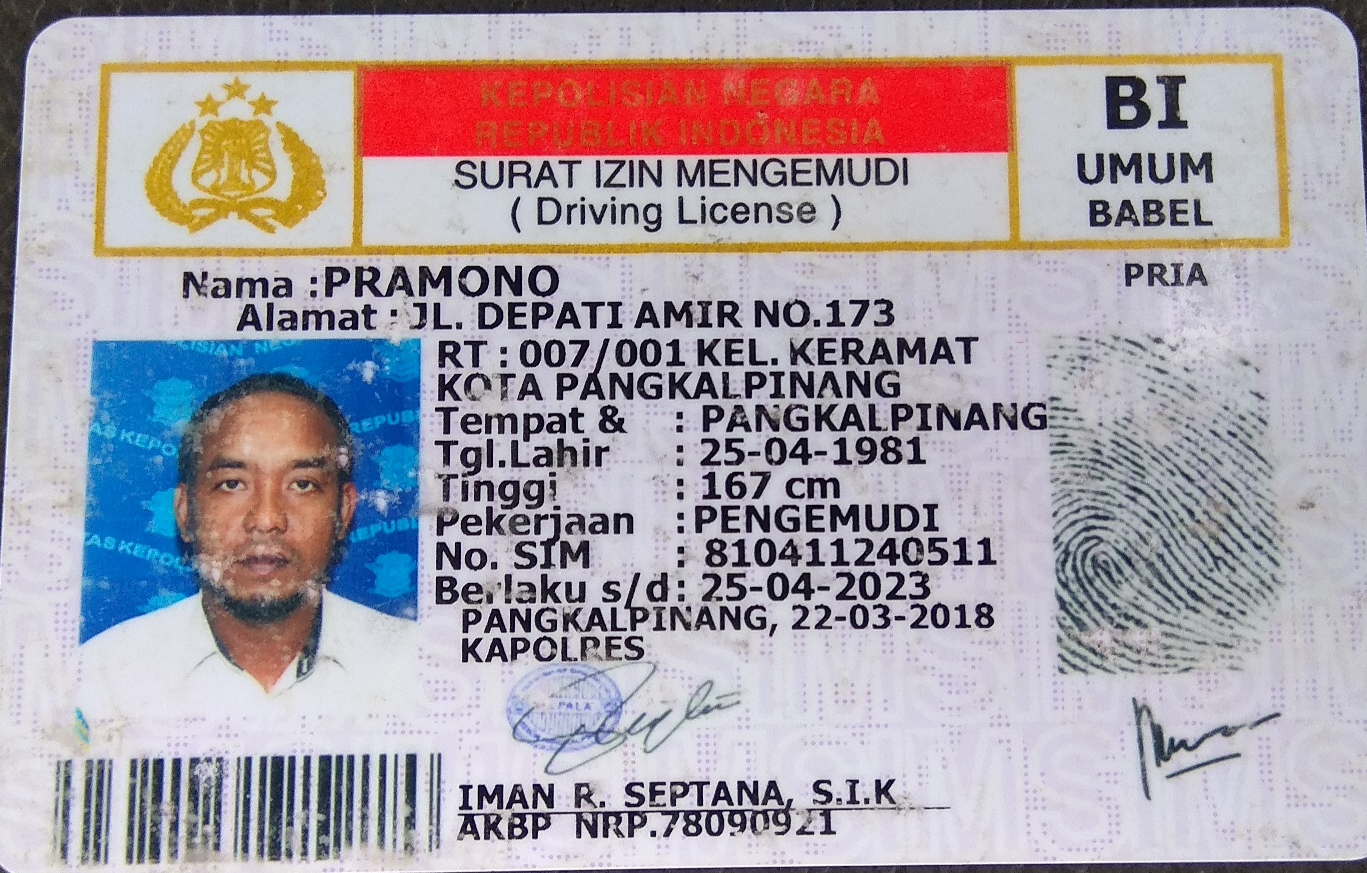 KEPOLISIAN NEGARA
REPUBLIK INDONESIA
SURAT IZIN MENGEMUDI
( Driving License )
BI
UMUM
BABEL
PRIA
Nama :PRAMONO
Alamat : JL. DEPATI AMIR NO.173
RT : 007/001 KEL. KERAMAT
KOTA PANGKALPINANG
Tempat & : PANGKALPINANG
Tgl.Lahir : 25-04-1981
Tinggi : 167 cm
Pekerjaan :PENGEMUDI
No. SIM : 810411240511
Berlaku s/d: 25-04-2023
PANGKALPINANG, 22-03-2018
KAPOLRES
IMAN R. SEPTANA, S.I.K
AKBP NRP.78090921